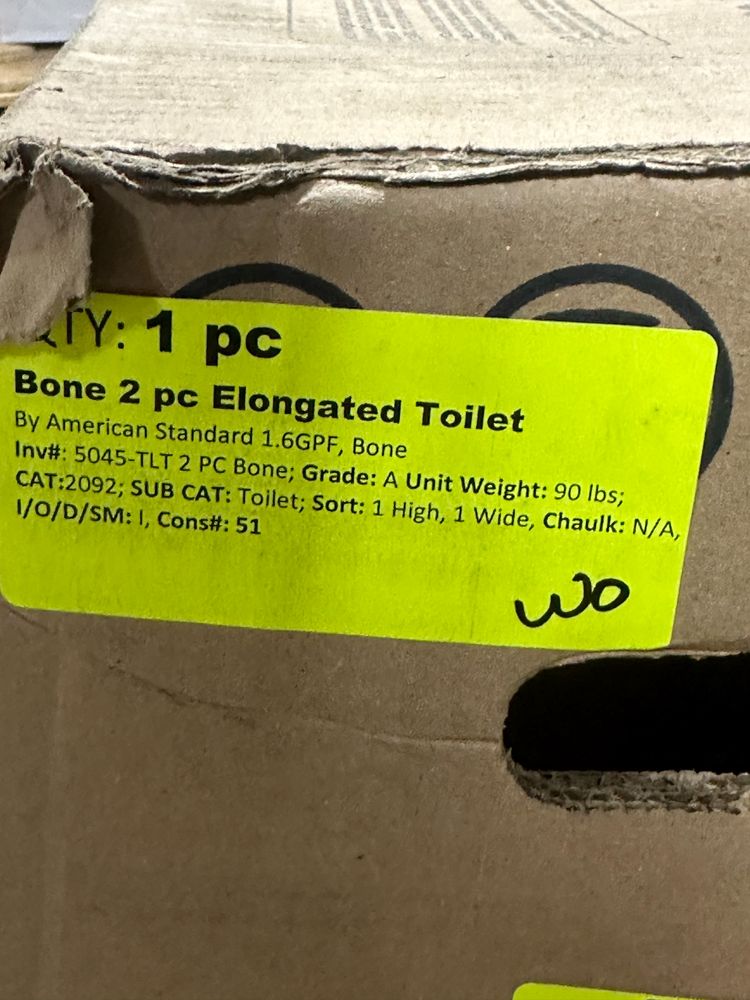 QTY: 1 pc
Bone 2 pc Elongated Toilet
By American Standard 1.6GPF, Bone
Inv#: 5045-TLT 2 PC Bone; Grade: A Unit Weight: 90 lbs;
CAT:2092; SUB CAT: Toilet; Sort: 1 High, 1 Wide, Chaulk: N/A,
I/O/D/SM: I, Cons#: 51
WO